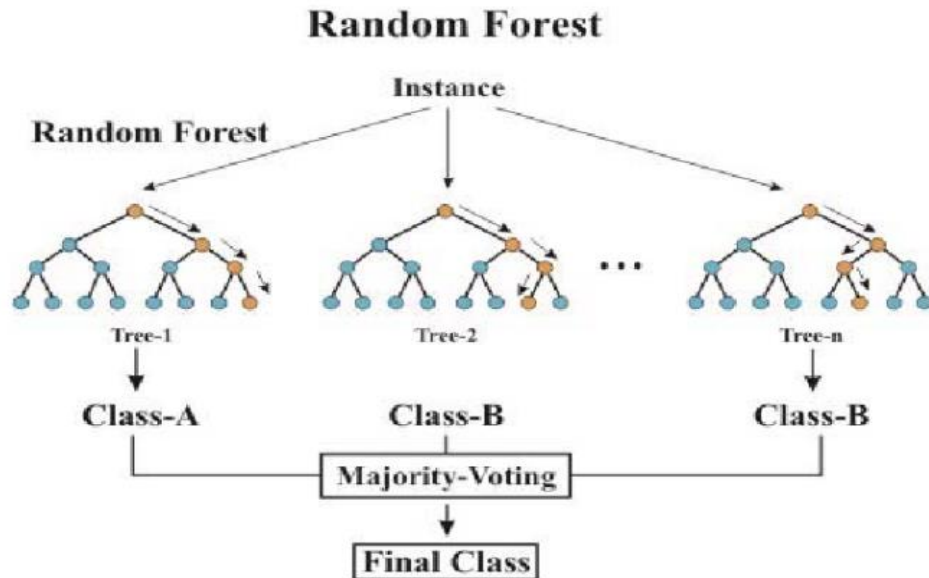 Random Forest
Instance
Random Forest
...
Tree-1 Tree-2 Tree-n
Class-A Class-B Class-B
Majority-Voting
Final Class